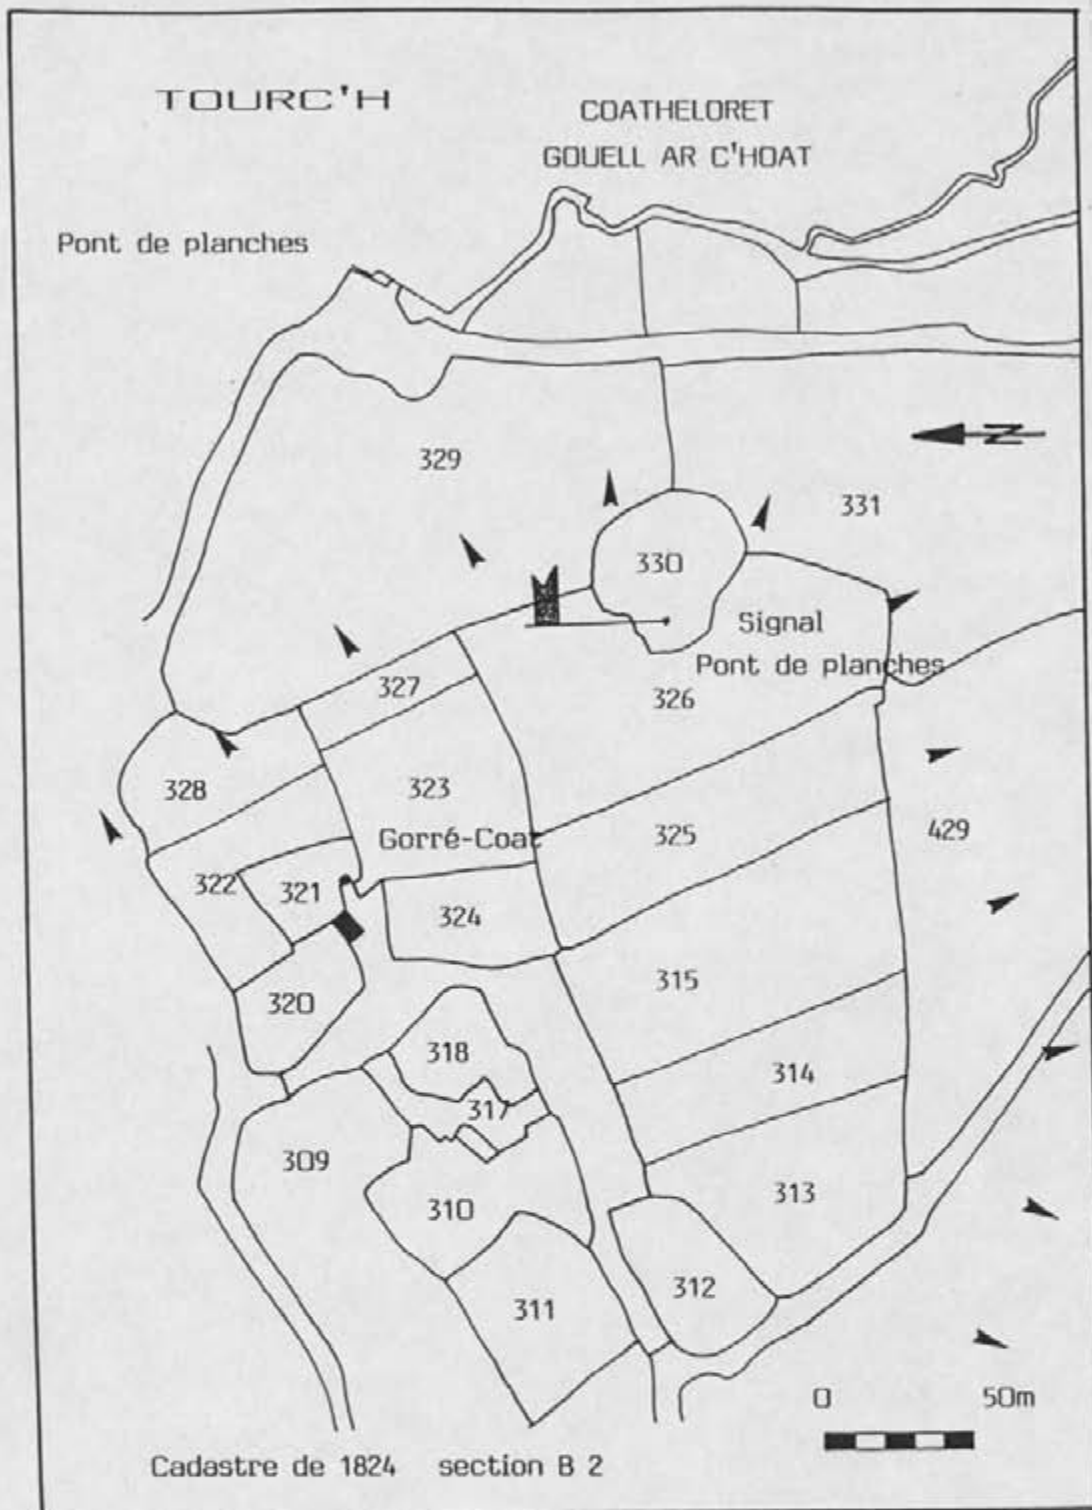 TOURC'H
COATHELORET
GOUELL AR C'HOAT
Pont de planches
N
329
331
330
Signal
Pont de planches
327
326
328
323
Gorré-Coat
325
429
322
321
324
315
320
318
314
317
309
310
313
312
311
0 50m
Cadastre de 1824 section B 2